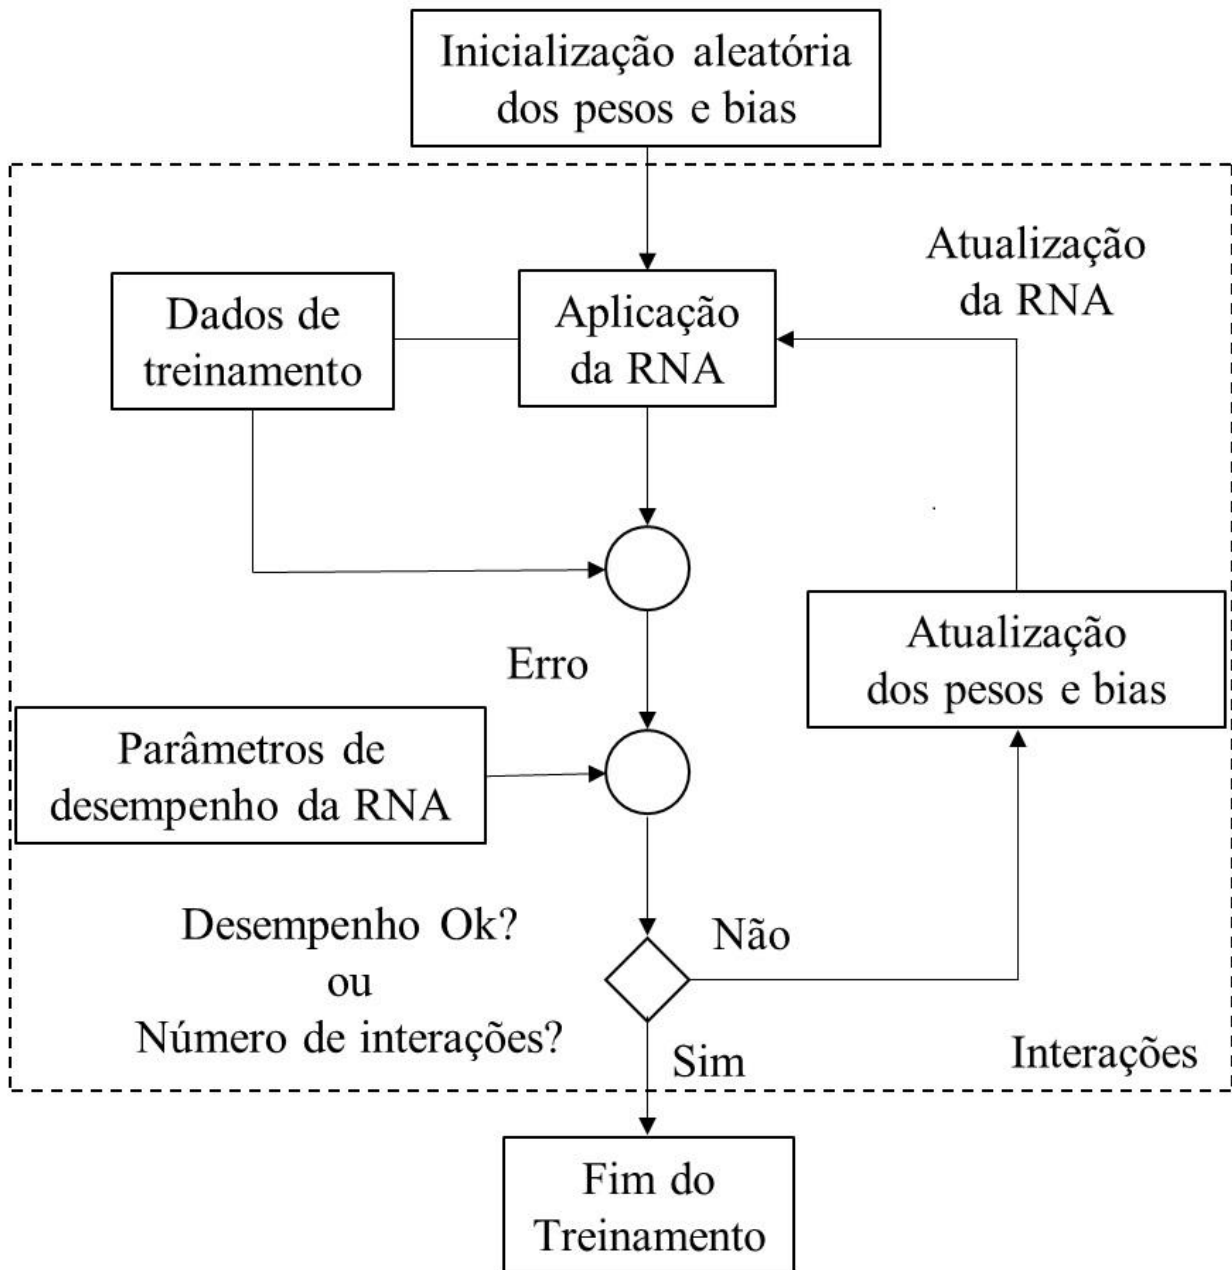 Inicialização aleatória
dos pesos e bias
Atualização
da RNA
Dados de
treinamento
Aplicação
da RNA
Erro
Atualização
dos pesos e bias
Parâmetros de
desempenho da RNA
Desempenho Ok?
ou
Número de interações?
Não
Sim
Interações
Fim do
Treinamento